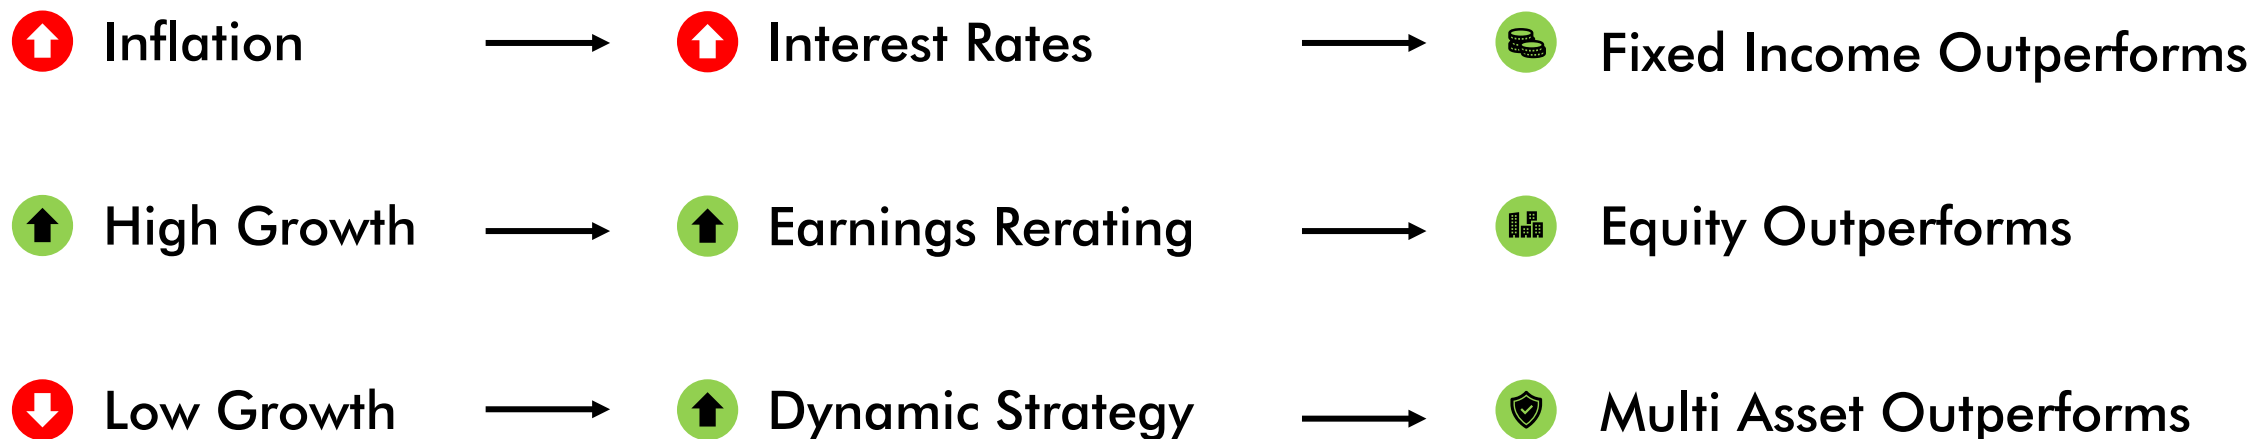 Inflation
Interest Rates
Fixed Income Outperforms
High Growth
Earnings Rerating
Equity Outperforms
Low Growth
Dynamic Strategy
Multi Asset Outperforms